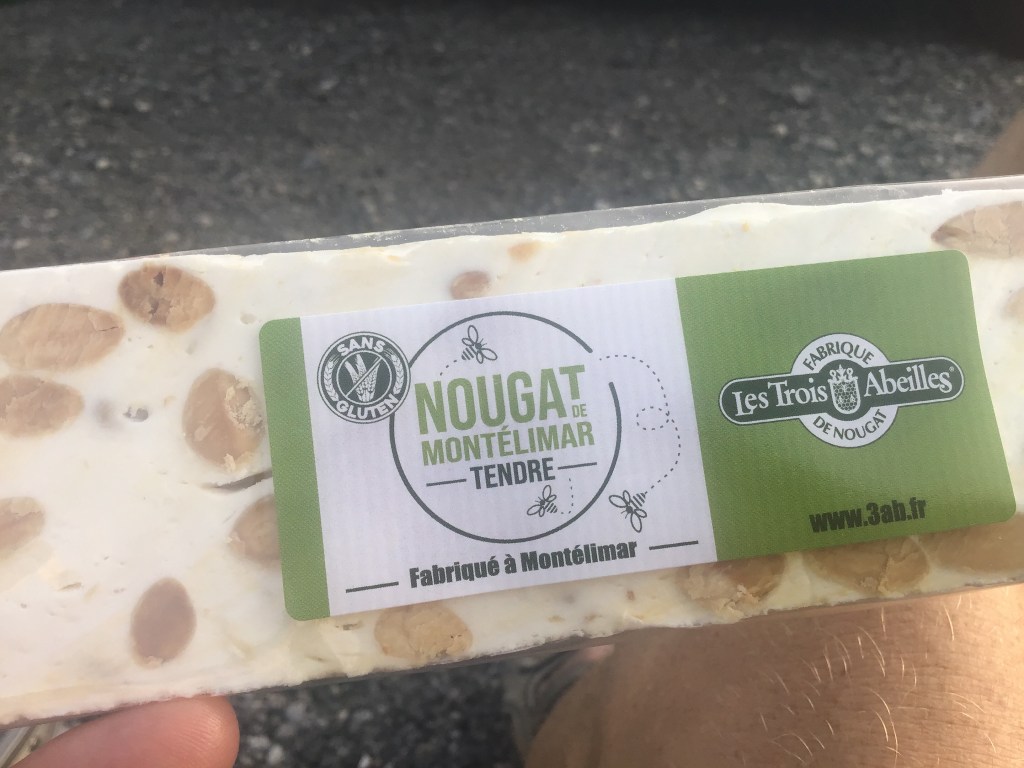 SANS
GLUTEN
NOUGAT
DE
MONTÉLIMAR
TENDRE
Fabriqué à Montélimar
FABRIQUE
Les Trois Abeilles®
DE NOUGAT
www.3ab.fr